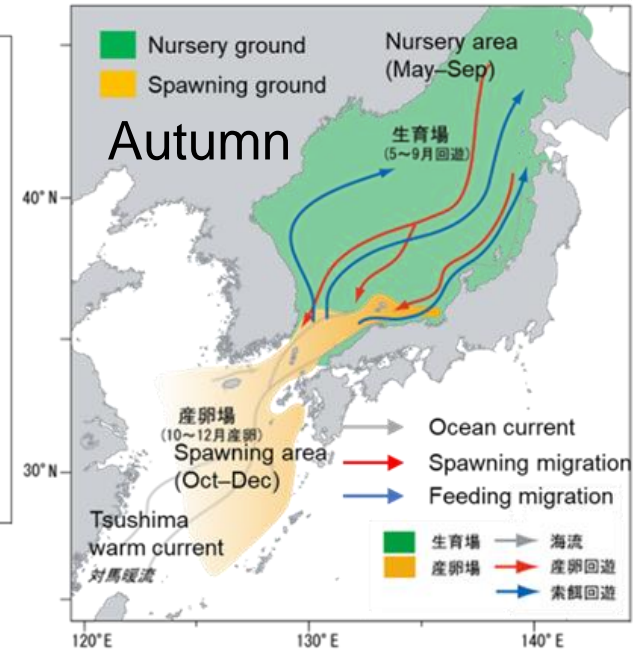 Nursery ground
Spawning ground
Autumn
Nursery area
(May–Sep)
生育場
(5～9月回遊)
40° N
産卵場
(10～12月産卵)
Spawning area
(Oct–Dec)
30° N
Tsushima
warm current
対馬暖流
Ocean current
Spawning migration
Feeding migration
生育場
海流
産卵場
産卵回遊
索餌回遊
120° E
130° E
140° E